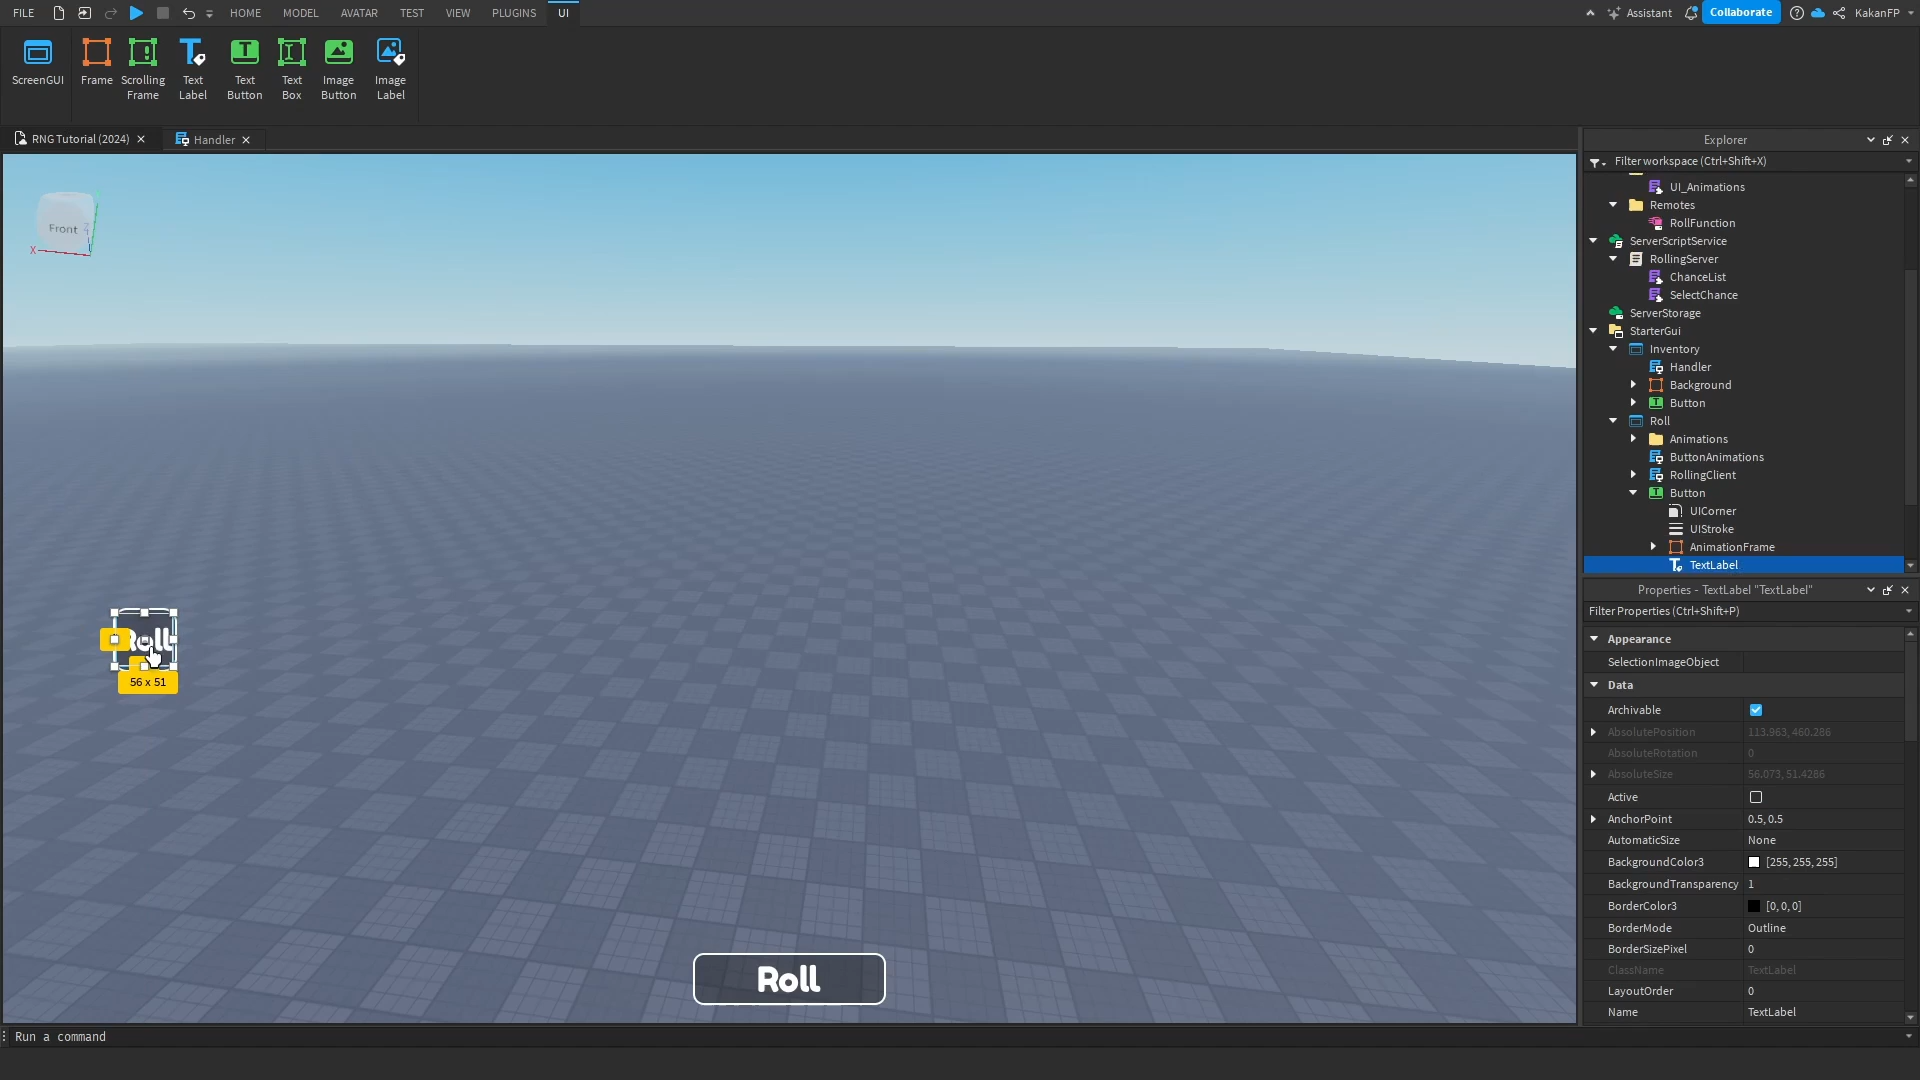 FILE HOME MODEL AVATAR TEST VIEW PLUGINS UI Assistant Collaborate KakanFP
ScreenGUI Frame Scrolling Frame Text Label Text Button Text Box Image Button Image Label
RNG Tutorial (2024) Handler
Explorer
Filter workspace (Ctrl+Shift+X)
UI_Animations
Remotes
RollFunction
ServerScriptService
RollingServer
ChanceList
SelectChance
ServerStorage
StarterGui
Inventory
Handler
Background
Button
Roll
Animations
ButtonAnimations
RollingClient
Button
UICorner
UIStroke
AnimationFrame
TextLabel
Front
X
Z
Roll
56 x 51
Roll
Properties - TextLabel "TextLabel"
Filter Properties (Ctrl+Shift+P)
Appearance
SelectionImageObject
Data
Archivable
AbsolutePosition 113.963, 460.286
AbsoluteRotation 0
AbsoluteSize 56.073, 51.4286
Active
AnchorPoint 0.5, 0.5
AutomaticSize None
BackgroundColor3 [255, 255, 255]
BackgroundTransparency 1
BorderColor3 [0, 0, 0]
BorderMode Outline
BorderSizePixel 0
ClassName TextLabel
LayoutOrder 0
Name TextLabel
Run a command